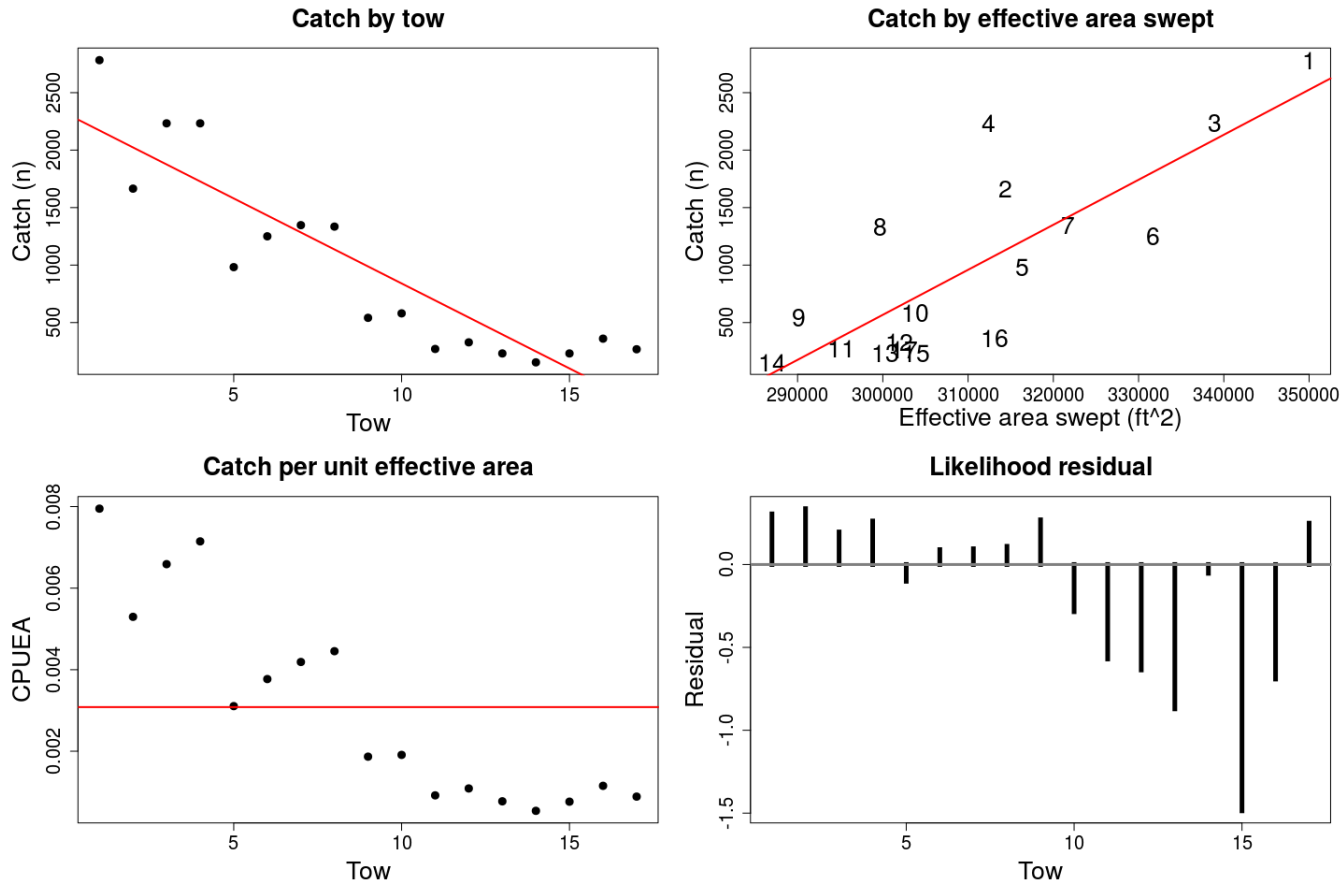 Catch by tow
Catch (n)
500 1000 1500 2000 2500
5 10 15
Tow
Catch by effective area swept
Catch (n)
500 1000 1500 2000 2500
1
4
3
2
8
7
6
5
9
10
16
12
11
17
13
15
14
290000 300000 310000 320000 330000 340000 350000
Effective area swept (ft^2)
Catch per unit effective area
CPUEA
0.002 0.004 0.006 0.008
5 10 15
Tow
Likelihood residual
Residual
-1.5 -1.0 -0.5 0.0
5 10 15
Tow